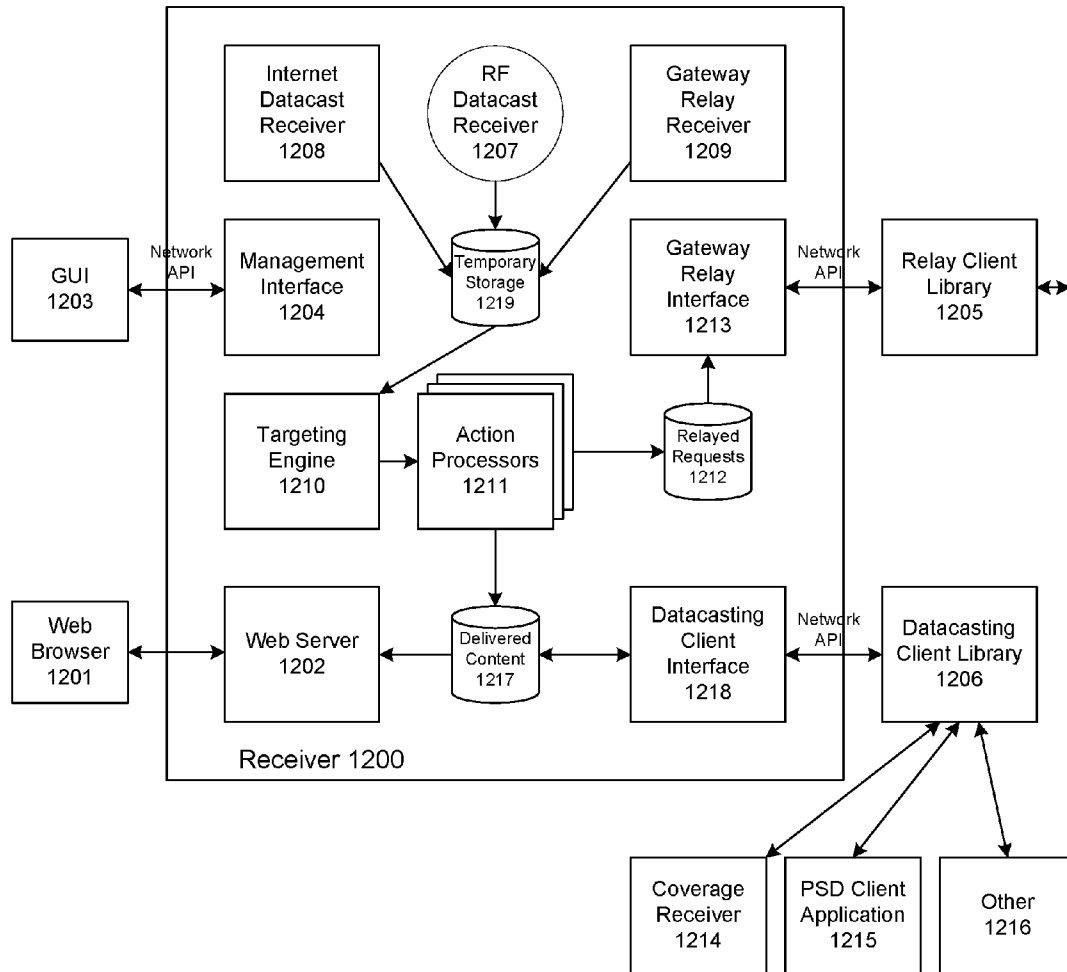 Internet
Datacast
Receiver
1208
RF
Datacast
Receiver
1207
Gateway
Relay
Receiver
1209
GUI
1203
Network
API
Management
Interface
1204
Temporary
Storage
1219
Gateway
Relay
Interface
1213
Network
API
Relay Client
Library
1205
Targeting
Engine
1210
Action
Processors
1211
Relayed
Requests
1212
Web
Browser
1201
Web Server
1202
Delivered
Content
1217
Datacasting
Client
Interface
1218
Network
API
Datacasting
Client Library
1206
Receiver 1200
Coverage
Receiver
1214
PSD Client
Application
1215
Other
1216